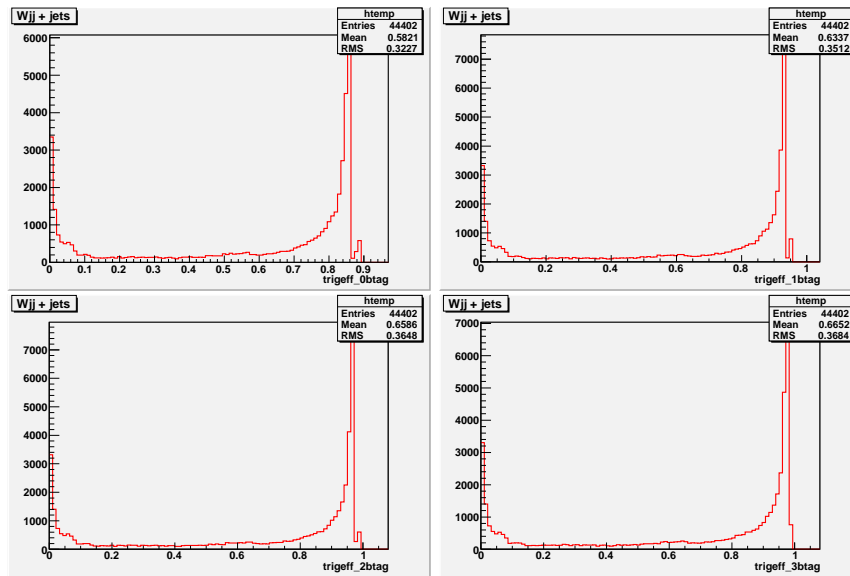 Wjj + jets
htemp
Entries 44402
Mean 0.5821
RMS 0.3227
6000
5000
4000
3000
2000
1000
0
0 0.1 0.2 0.3 0.4 0.5 0.6 0.7 0.8 0.9
trigeff_0btag
Wjj + jets
htemp
Entries 44402
Mean 0.6337
RMS 0.3512
7000
6000
5000
4000
3000
2000
1000
0
0 0.2 0.4 0.6 0.8 1
trigeff_1btag
Wjj + jets
htemp
Entries 44402
Mean 0.6586
RMS 0.3648
7000
6000
5000
4000
3000
2000
1000
0
0 0.2 0.4 0.6 0.8 1
trigeff_2btag
Wjj + jets
htemp
Entries 44402
Mean 0.6652
RMS 0.3684
7000
6000
5000
4000
3000
2000
1000
0
0 0.2 0.4 0.6 0.8 1
trigeff_3btag